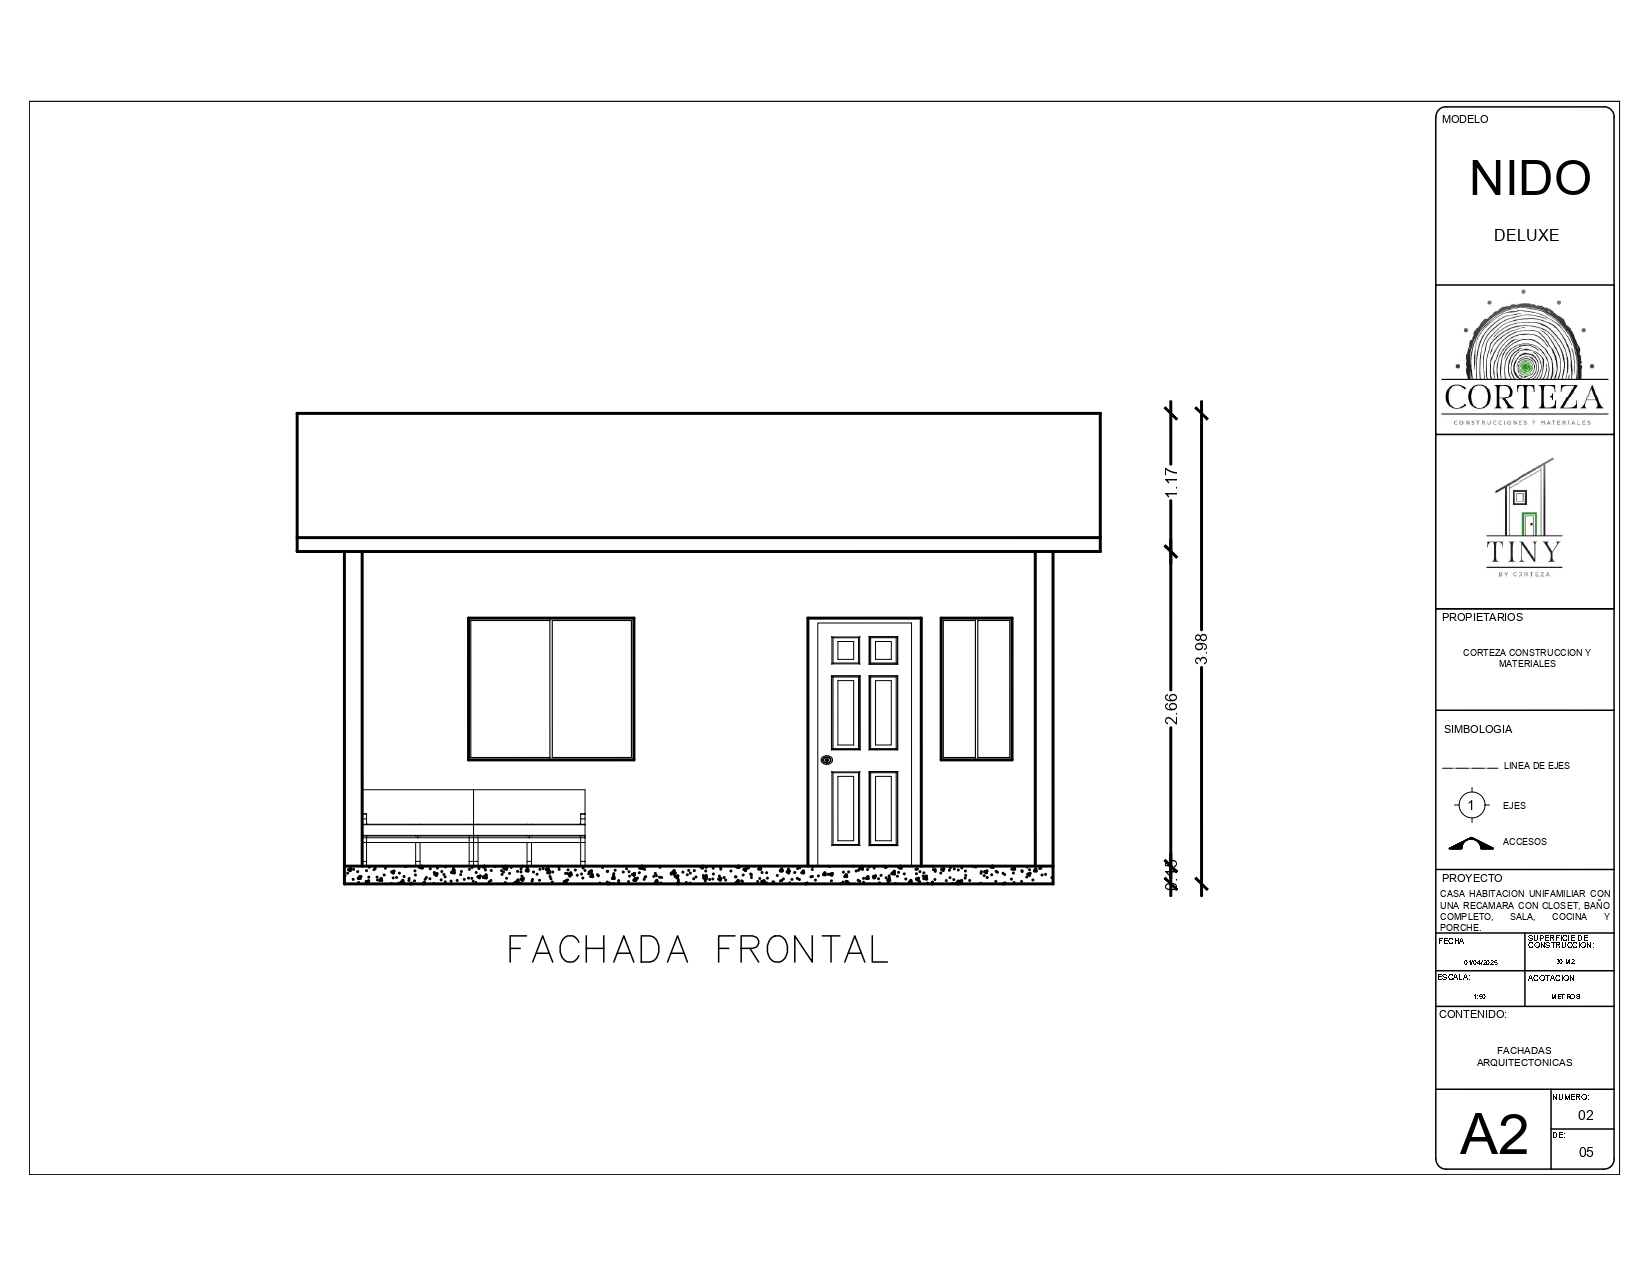 MODELO
NIDO
DELUXE
CORTEZA
CONSTRUCCIONES Y MATERIALES
TINY
BY CORTEZA
PROPIETARIOS
CORTEZA CONSTRUCCION Y
MATERIALES
SIMBOLOGIA
LINEA DE EJES
1
EJES
ACCESOS
PROYECTO
CASA HABITACION UNIFAMILIAR CON
UNA RECAMARA CON CLOSET, BAÑO
COMPLETO, SALA, COCINA Y
PORCHE.
FECHA
01/04/2025
SUPERFICIE DE
CONSTRUCCION:
30 M2
ESCALA:
1:50
ACOTACION
METROS
CONTENIDO:
FACHADAS
ARQUITECTONICAS
A2
NUMERO:
02
DE:
05
1.17
2.66
3.98
FACHADA FRONTAL